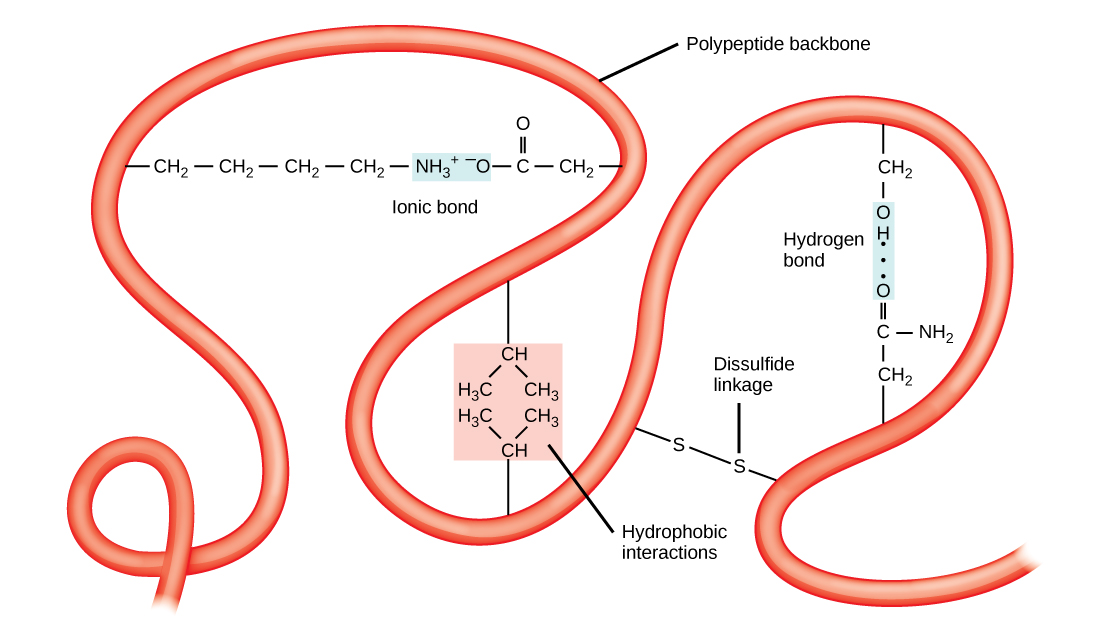 Polypeptide backbone
O
CH₂ — CH₂ — CH₂ — CH₂ — NH₃⁺ ⁻O — C — CH₂
Ionic bond
CH₂
O
H
Hydrogen
bond
O
C — NH₂
CH₂
CH
H₃C CH₃
H₃C CH₃
CH
Dissulfide
linkage
S
S
Hydrophobic
interactions